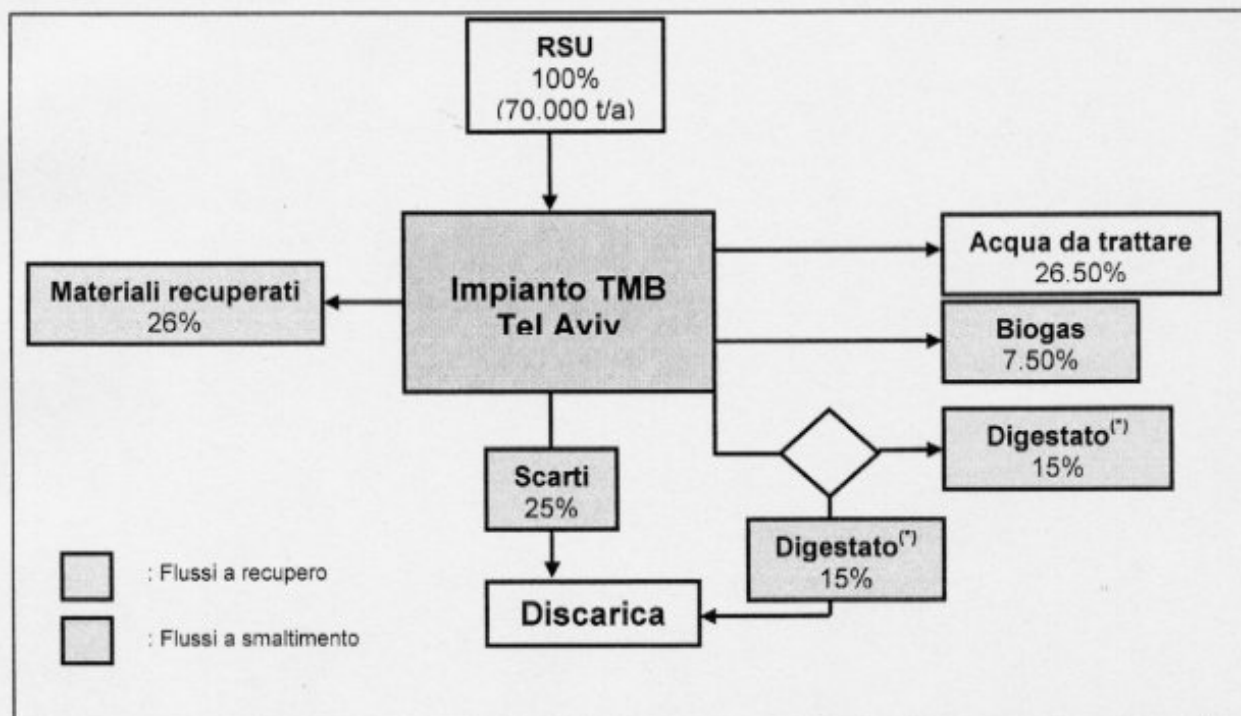 RSU
100%
(70.000 t/a)
Impianto TMB
Tel Aviv
Materiali recuperati
26%
Acqua da trattare
26.50%
Biogas
7.50%
Digestato(*)
15%
Scarti
25%
Digestato(*)
15%
Discarica
: Flussi a recupero
: Flussi a smaltimento